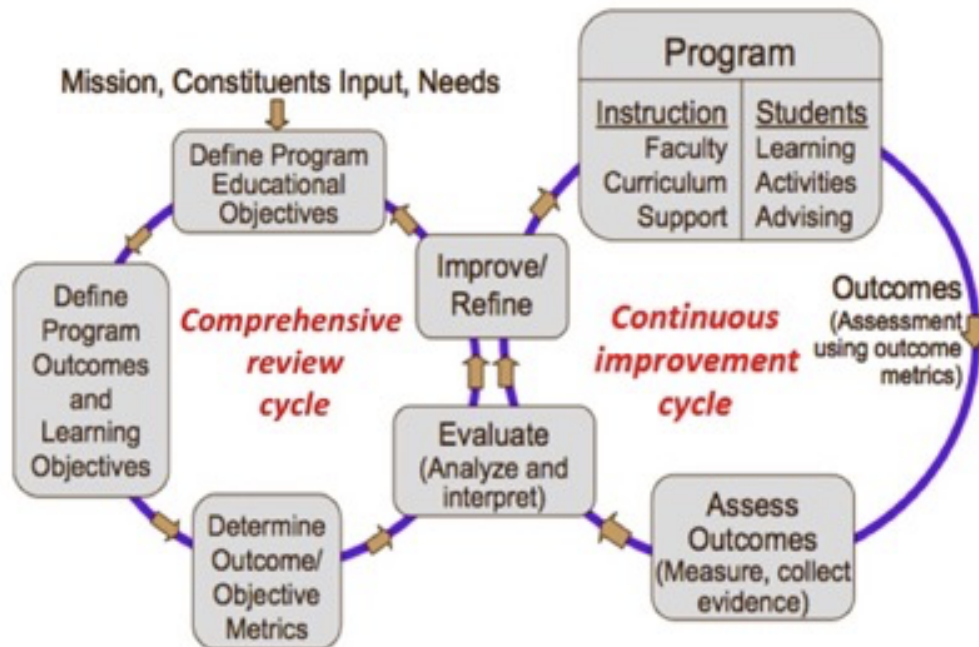 Mission, Constituents Input, Needs
Define Program
Educational
Objectives
Define
Program
Outcomes
and
Learning
Objectives
Determine
Outcome/
Objective
Metrics
Comprehensive
review
cycle
Improve/
Refine
Evaluate
(Analyze and
interpret)
Program
Instruction
Faculty
Curriculum
Support
Students
Learning
Activities
Advising
Continuous
improvement
cycle
Outcomes
(Assessment
using outcome
metrics)
Assess
Outcomes
(Measure, collect
evidence)